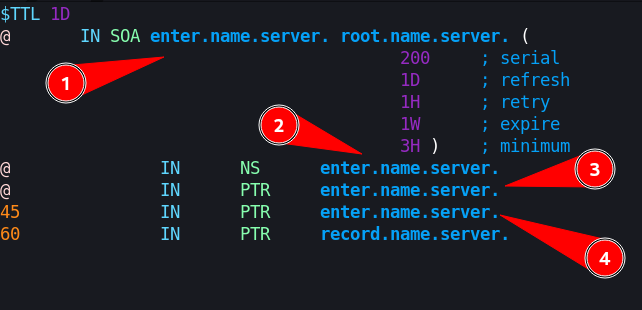 $TTL 1D
@ IN SOA enter.name.server. root.name.server. (
200 ; serial
1D ; refresh
1H ; retry
1W ; expire
3H ) ; minimum
@ IN NS enter.name.server.
@ IN PTR enter.name.server.
45 IN PTR enter.name.server.
60 IN PTR record.name.server.
1
2
3
4